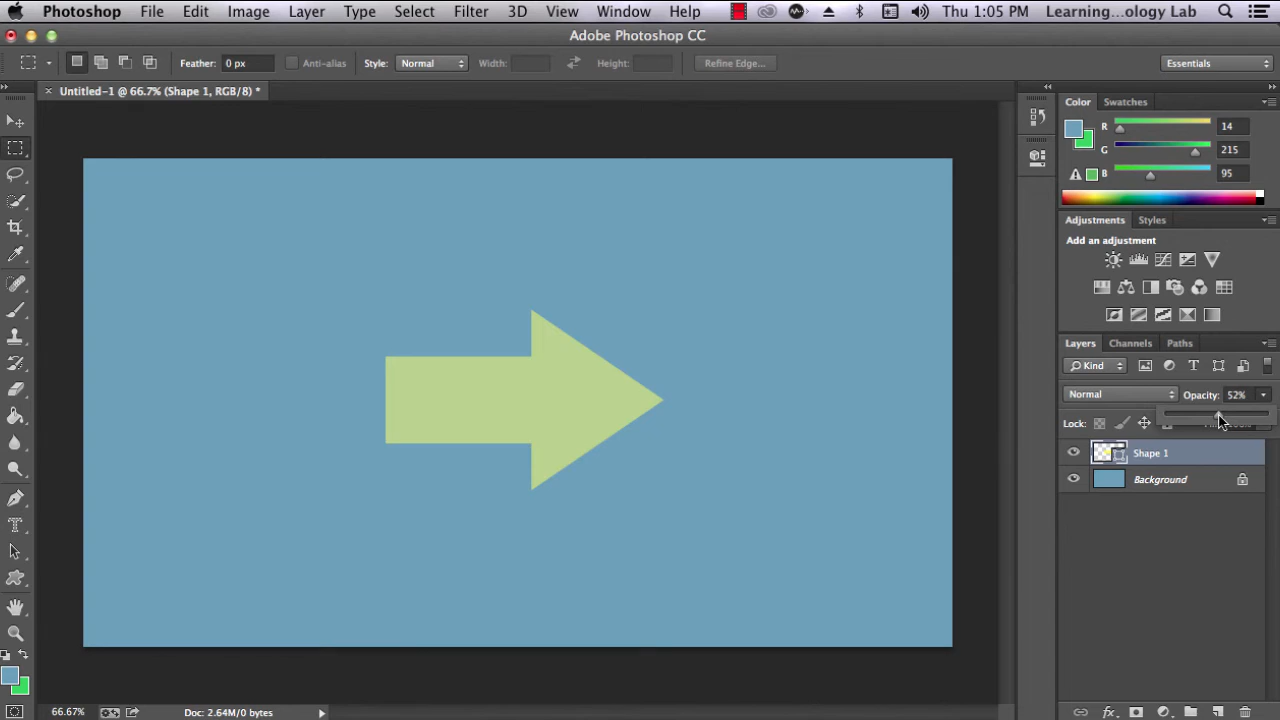 Photoshop File Edit Image Layer Type Select Filter 3D View Window Help Thu 1:05 PM Learning...ology Lab
Adobe Photoshop CC
Feather: 0 px Anti-alias Style: Normal Width: Height: Refine Edge... Essentials
Untitled-1 @ 66.7% (Shape 1, RGB/8) *
Color Swatches
R 14
G 215
B 95
Adjustments Styles
Add an adjustment
Layers Channels Paths
Kind
Normal Opacity: 52%
Lock:
Shape 1
Background
66.67% Doc: 2.64M/0 bytes